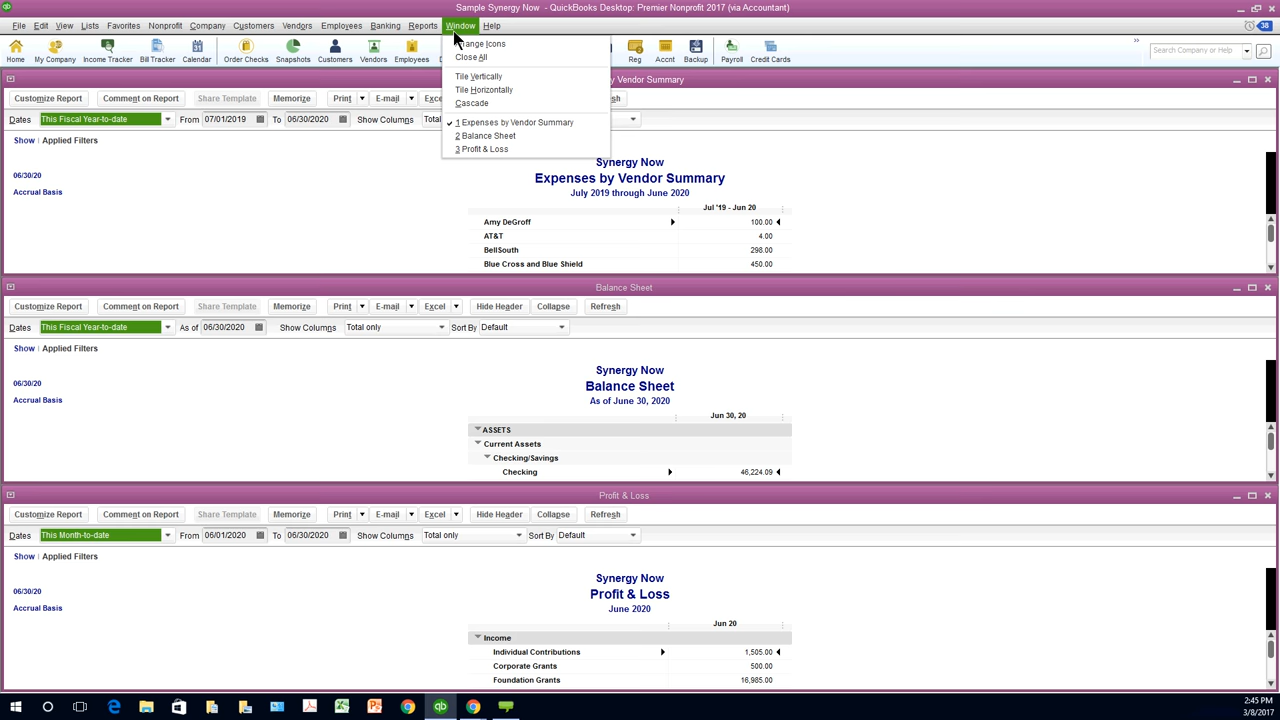 Sample Synergy Now - QuickBooks Desktop: Premier Nonprofit 2017 (via Accountant)
File Edit View Lists Favorites Nonprofit Company Customers Vendors Employees Banking Reports Window Help
38
Home My Company Income Tracker Bill Tracker Calendar Order Checks Snapshots Customers Vendors Employees Reg Accnt Backup Payroll Credit Cards
Search Company or Help
Icons
Close All
Tile Vertically
Tile Horizontally
Cascade
1 Expenses by Vendor Summary
2 Balance Sheet
3 Profit & Loss
y Vendor Summary
Customize Report Comment on Report Share Template Memorize Print E-mail Exce sh
Dates This Fiscal Year-to-date From 07/01/2019 To 06/30/2020 Show Columns Total
Show | Applied Filters
Synergy Now
06/30/20 Expenses by Vendor Summary
Accrual Basis July 2019 through June 2020
Jul '19 - Jun 20
Amy DeGroff 100.00
AT&T 4.00
BellSouth 298.00
Blue Cross and Blue Shield 450.00
Balance Sheet
Customize Report Comment on Report Share Template Memorize Print E-mail Excel Hide Header Collapse Refresh
Dates This Fiscal Year-to-date As of 06/30/2020 Show Columns Total only Sort By Default
Show | Applied Filters
Synergy Now
06/30/20 Balance Sheet
Accrual Basis As of June 30, 2020
Jun 30, 20
ASSETS
Current Assets
Checking/Savings
Checking 46,224.09
Profit & Loss
Customize Report Comment on Report Share Template Memorize Print E-mail Excel Hide Header Collapse Refresh
Dates This Month-to-date From 06/01/2020 To 06/30/2020 Show Columns Total only Sort By Default
Show | Applied Filters
Synergy Now
06/30/20 Profit & Loss
Accrual Basis June 2020
Jun 20
Income
Individual Contributions 1,505.00
Corporate Grants 500.00
Foundation Grants 16,985.00
qb
2:45 PM
3/8/2017